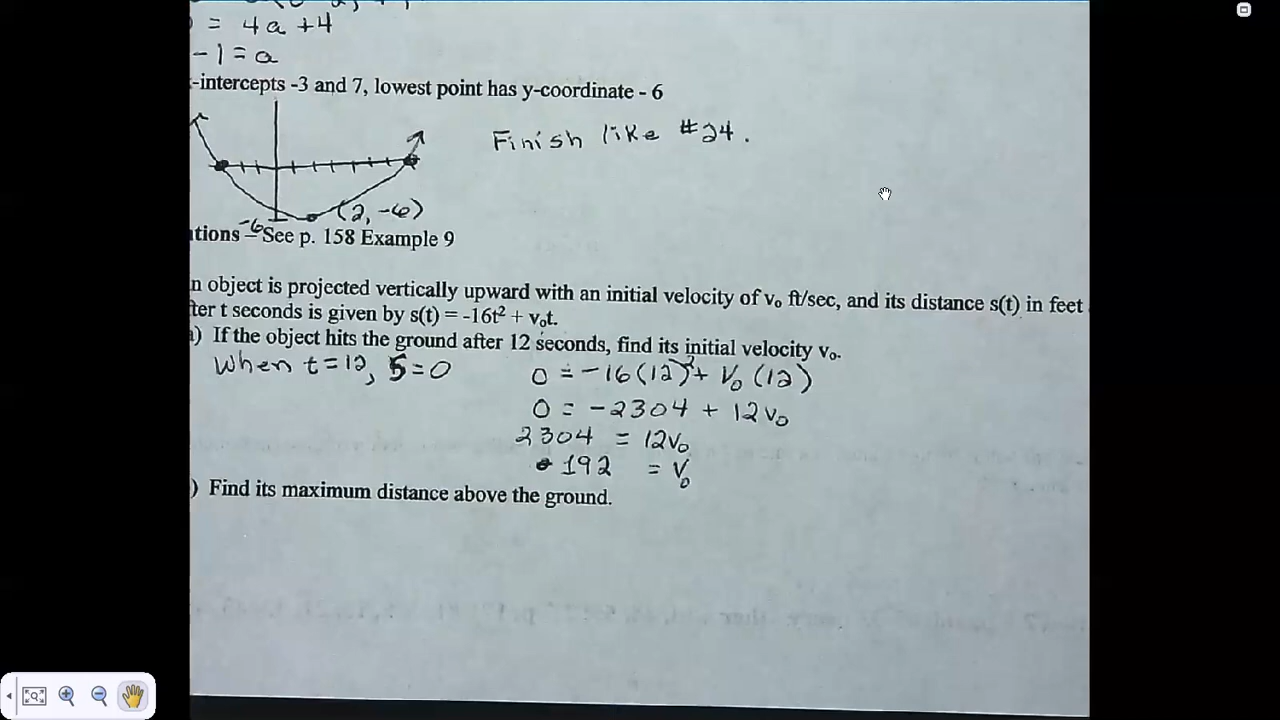 = 4a + 4
-1 = a
-intercepts -3 and 7, lowest point has y-coordinate - 6
Finish like #24.
(2, -6)
-6
See p. 158 Example 9
n object is projected vertically upward with an initial velocity of v₀ ft/sec, and its distance s(t) in feet
ter t seconds is given by s(t) = -16t² + v₀t.
) If the object hits the ground after 12 seconds, find its initial velocity v₀.
When t=12, s=0
0 = -16(12)² + V₀(12)
0 = -2304 + 12v₀
2304 = 12v₀
192 = V₀
) Find its maximum distance above the ground.